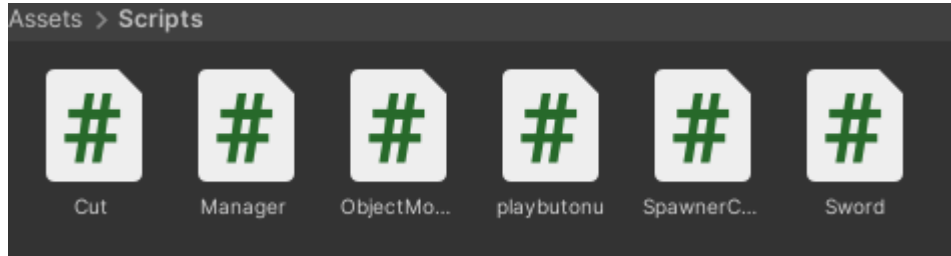 Assets > Scripts
Cut Manager ObjectMo... playbutonu SpawnerC... Sword